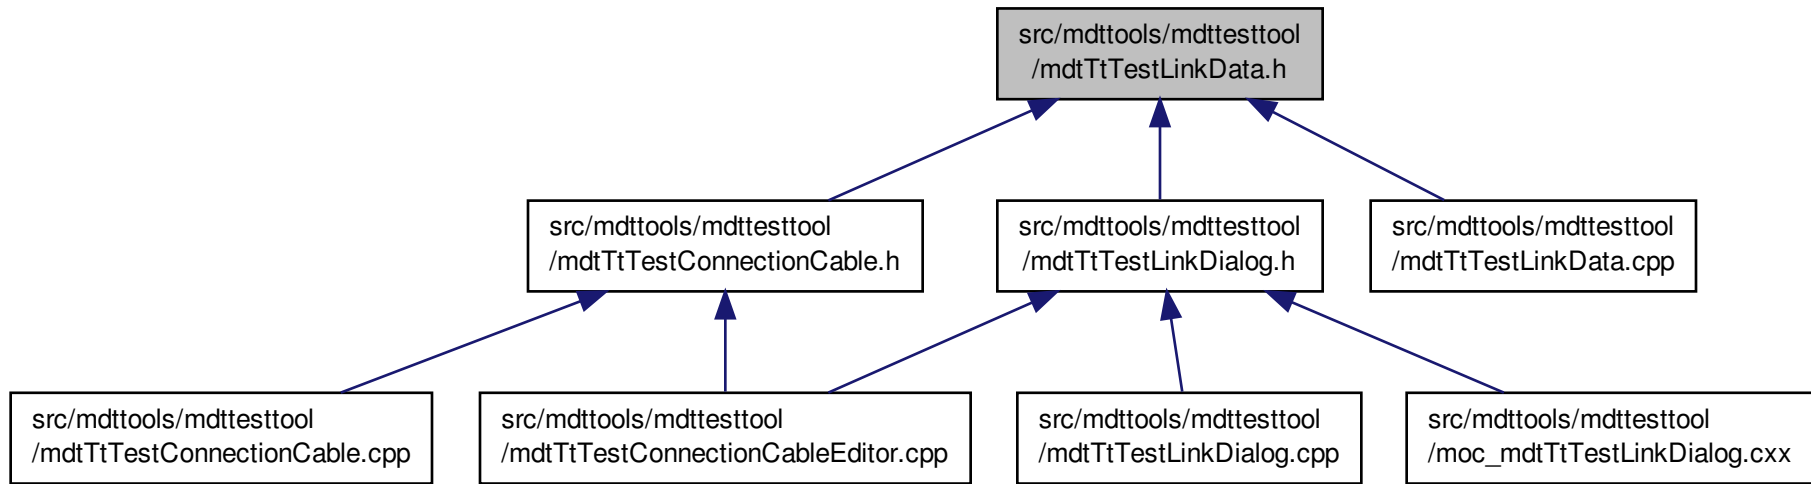 src/mdttools/mdttesttool
/mdtTtTestLinkData.h
src/mdttools/mdttesttool
/mdtTtTestConnectionCable.h
src/mdttools/mdttesttool
/mdtTtTestLinkDialog.h
src/mdttools/mdttesttool
/mdtTtTestLinkData.cpp
src/mdttools/mdttesttool
/mdtTtTestConnectionCable.cpp
src/mdttools/mdttesttool
/mdtTtTestConnectionCableEditor.cpp
src/mdttools/mdttesttool
/mdtTtTestLinkDialog.cpp
src/mdttools/mdttesttool
/moc_mdtTtTestLinkDialog.cxx